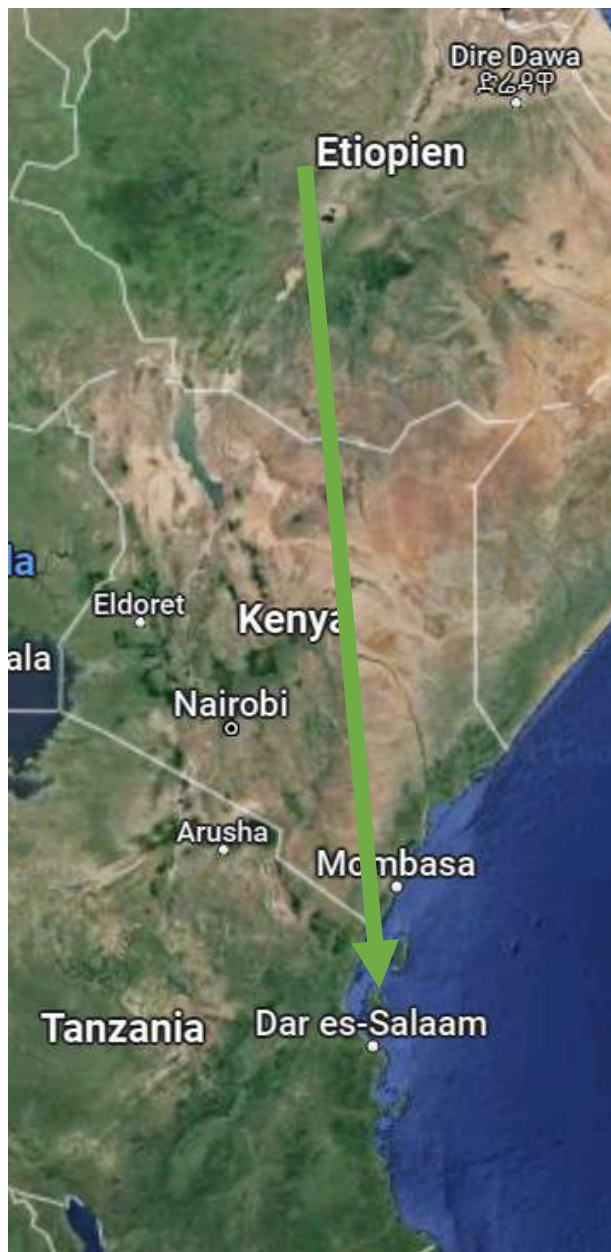 Dire Dawa
ድሬዳዋ
Etiopien
la
Eldoret
Kenya
ala
Nairobi
Arusha
Mombasa
Tanzania
Dar es-Salaam